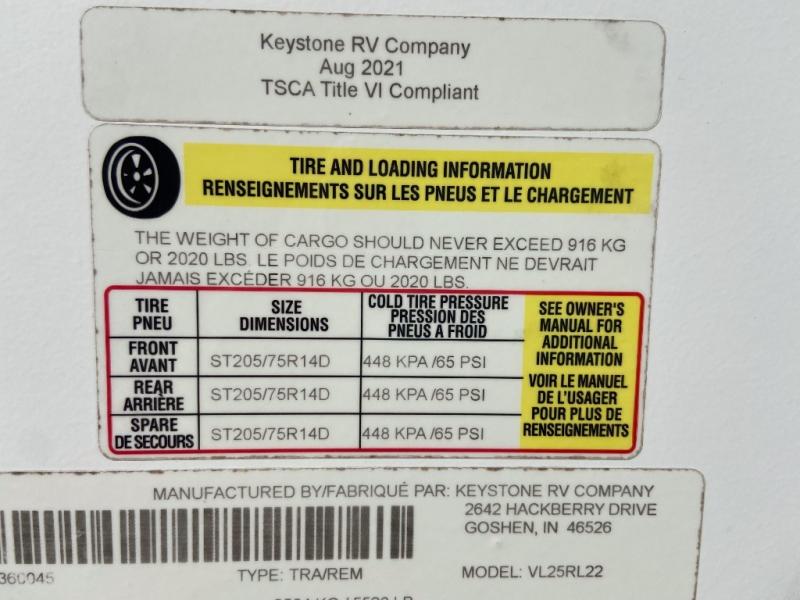 Keystone RV Company
Aug 2021
TSCA Title VI Compliant
TIRE AND LOADING INFORMATION
RENSEIGNEMENTS SUR LES PNEUS ET LE CHARGEMENT
THE WEIGHT OF CARGO SHOULD NEVER EXCEED 916 KG
OR 2020 LBS. LE POIDS DE CHARGEMENT NE DEVRAIT
JAMAIS EXCÉDER 916 KG OU 2020 LBS.
TIRE
PNEU
SIZE
DIMENSIONS
COLD TIRE PRESSURE
PRESSION DES
PNEUS A FROID
FRONT
AVANT
ST205/75R14D
448 KPA /65 PSI
REAR
ARRIÈRE
ST205/75R14D
448 KPA /65 PSI
SPARE
DE SECOURS
ST205/75R14D
448 KPA /65 PSI
SEE OWNER'S
MANUAL FOR
ADDITIONAL
INFORMATION
VOIR LE MANUEL
DE L'USAGER
POUR PLUS DE
RENSEIGNEMENTS
MANUFACTURED BY/FABRIQUÉ PAR: KEYSTONE RV COMPANY
2642 HACKBERRY DRIVE
GOSHEN, IN 46526
360045
TYPE: TRA/REM
MODEL: VL25RL22